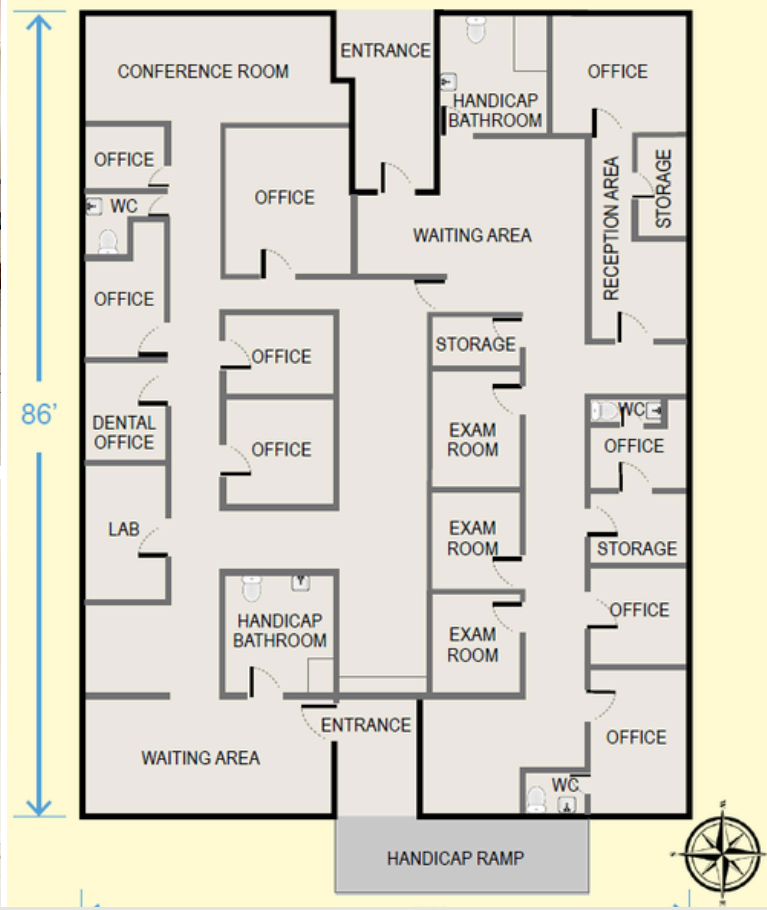 ENTRANCE
CONFERENCE ROOM
OFFICE
HANDICAP
BATHROOM
OFFICE
OFFICE
STORAGE
RECEPTION AREA
WC
WAITING AREA
OFFICE
OFFICE
STORAGE
OFFICE
86'
WC
DENTAL
OFFICE
OFFICE
EXAM
ROOM
OFFICE
LAB
EXAM
ROOM
STORAGE
OFFICE
HANDICAP
BATHROOM
EXAM
ROOM
ENTRANCE
OFFICE
WAITING AREA
WC
HANDICAP RAMP